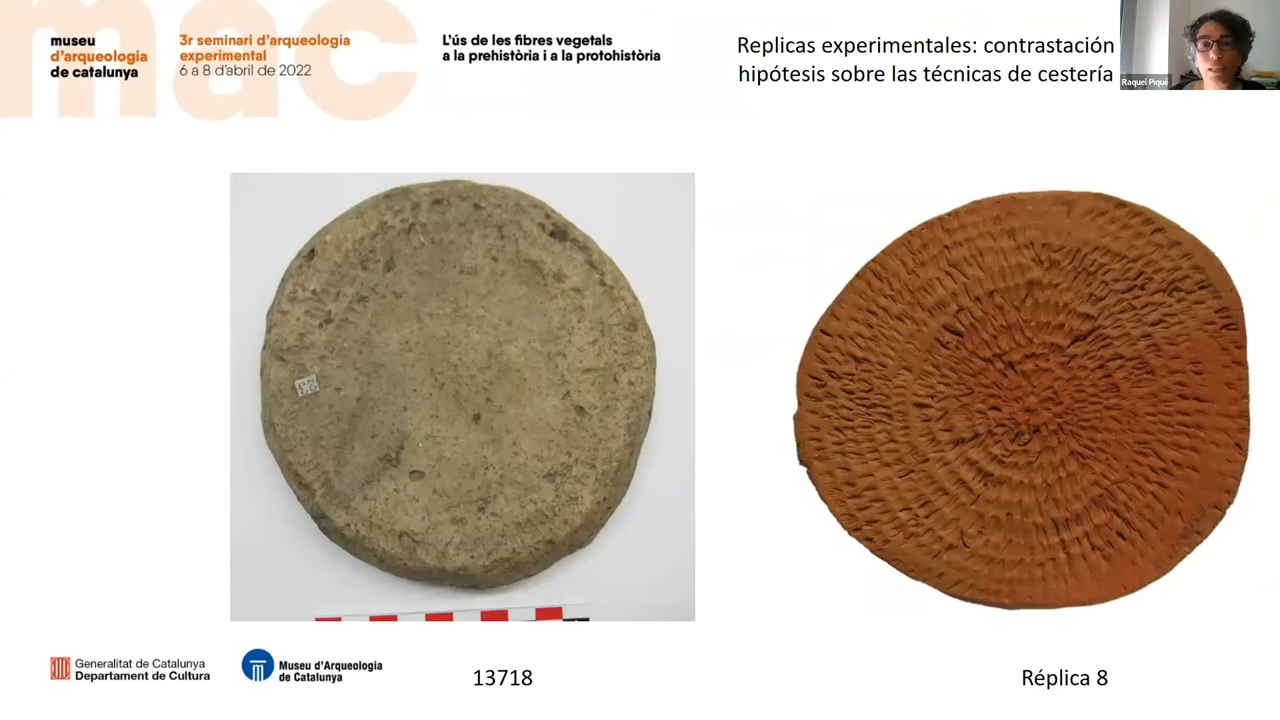 mac
museu
d'arqueologia
de catalunya
3r seminari d'arqueologia
experimental
6 a 8 d'abril de 2022
L'ús de les fibres vegetals
a la prehistòria i a la protohistòria
Replicas experimentales: contrastación
hipótesis sobre las técnicas de cestería
Raquel Piqué
23
Generalitat de Catalunya
Departament de Cultura
Museu d'Arqueologia
de Catalunya
13718
Réplica 8